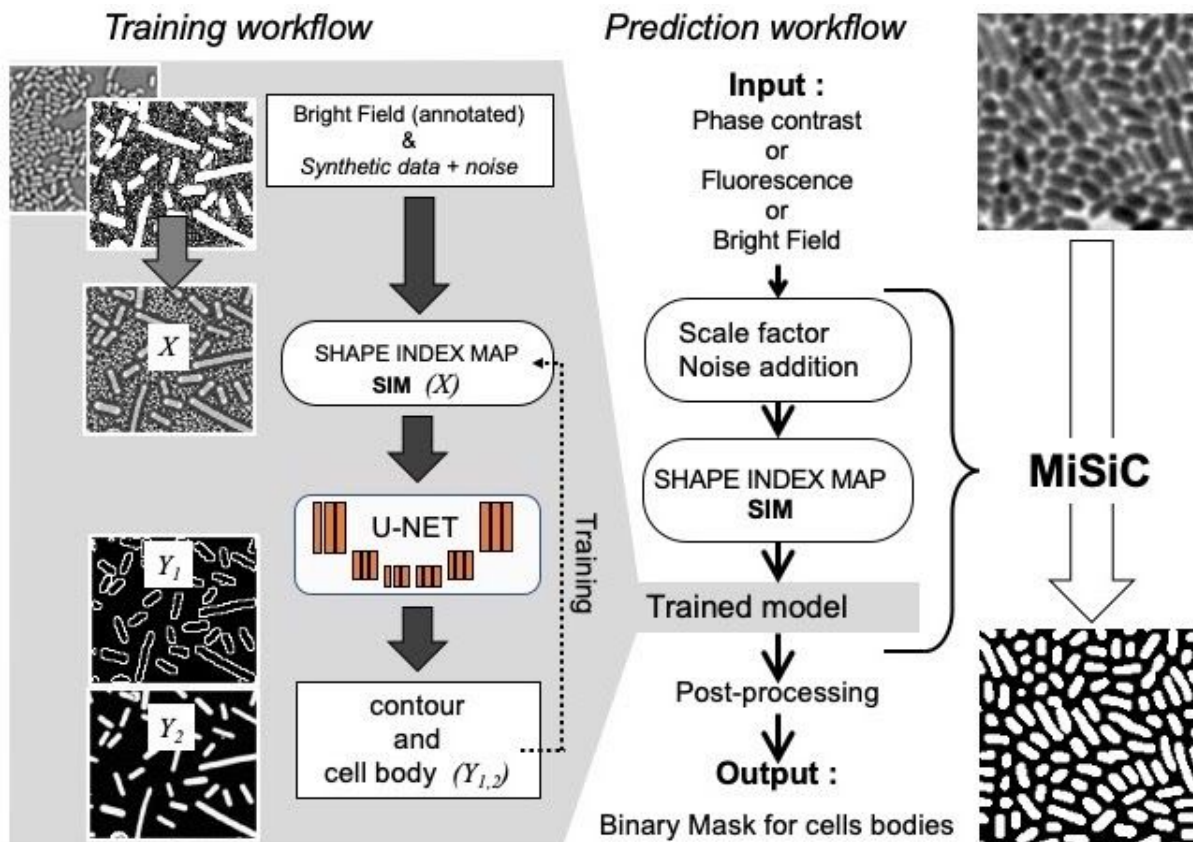 Training workflow
Bright Field (annotated)
&
Synthetic data + noise
X
SHAPE INDEX MAP
SIM (X)
U-NET
Training
Y1
Y2
contour
and
cell body (Y1,2)
Prediction workflow
Input :
Phase contrast
or
Fluorescence
or
Bright Field
Scale factor
Noise addition
SHAPE INDEX MAP
SIM
Trained model
Post-processing
Output :
Binary Mask for cells bodies
MiSiC